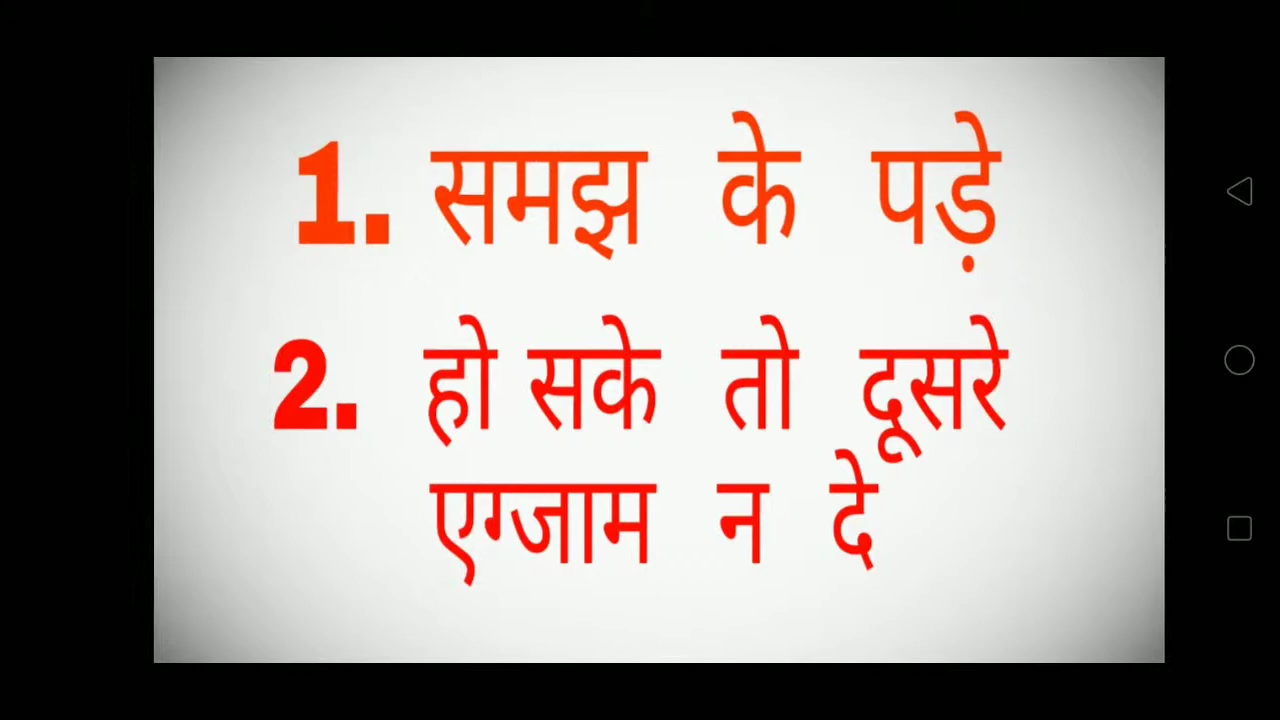 1. समझ के पड़े
2. हो सके तो दूसरे
एग्जाम न दे